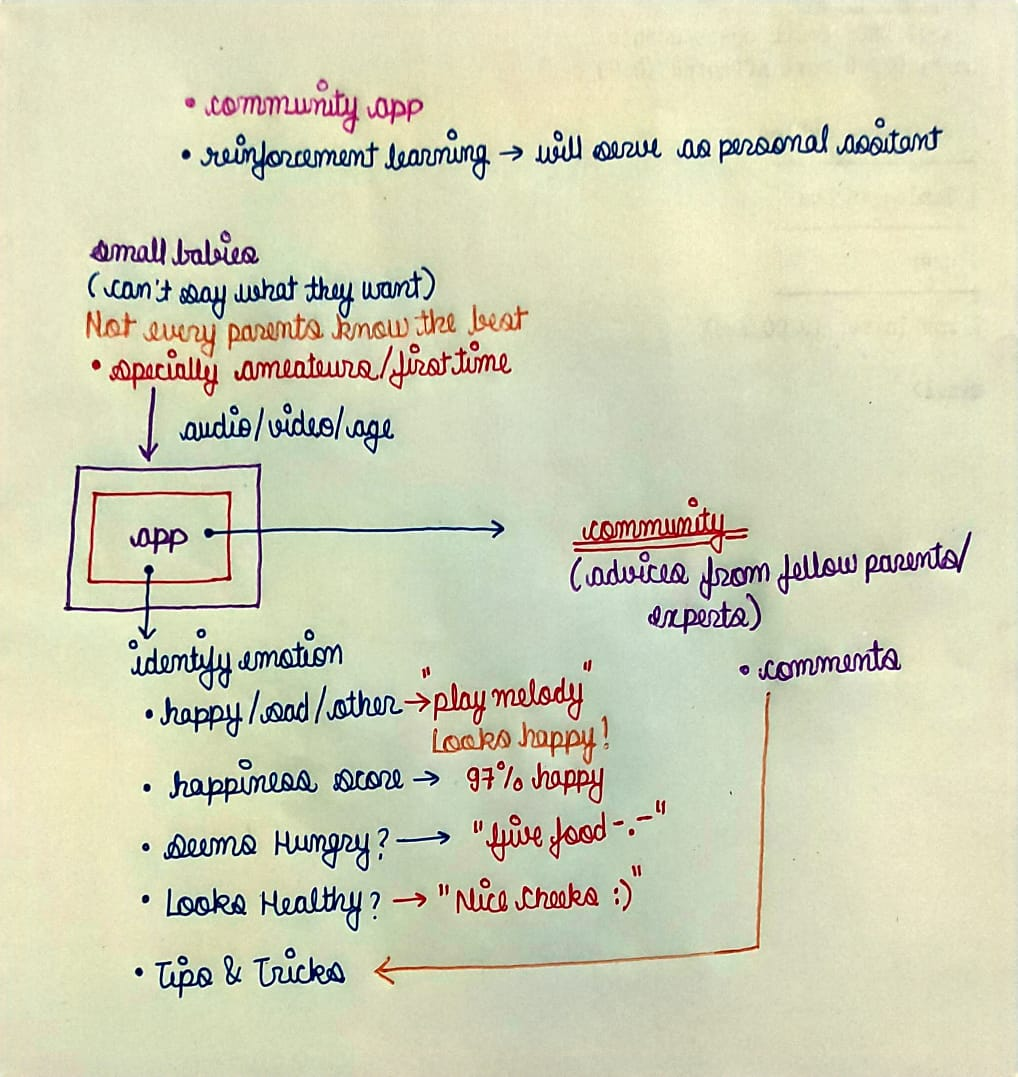 • community app
• reinforcement learning → will serve as personal assitant
small babies
(can't say what they want)
Not every parents know the best
• specially ameateurs/first time
audio/video/age
app
community
(advices from fellow parents/
experts)
• comments
identify emotion
• happy/sad/other → "play melody"
Looks happy!
• happiness score → 97% happy
• seems Hungry? → "Give food -.-"
• Looks Healthy? → "Nice cheeks :)"
• Tips & Tricks